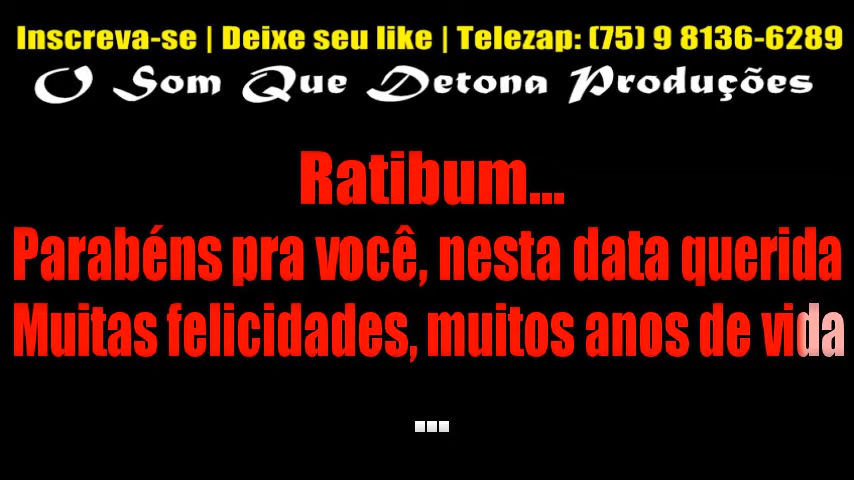 Inscreva-se | Deixe seu like | Telezap: (75) 9 8136-6289
O Som Que Detona Produções
Ratibum...
Parabéns pra você, nesta data querida
Muitas felicidades, muitos anos de vida
...